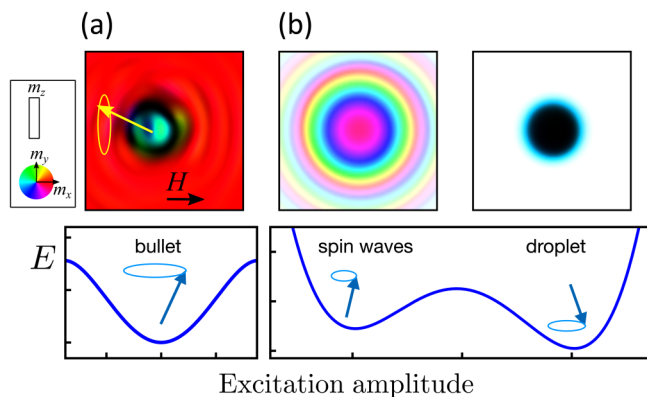 (a)
(b)
m_z
m_y
m_x
H
bullet
spin waves
droplet
E
Excitation amplitude